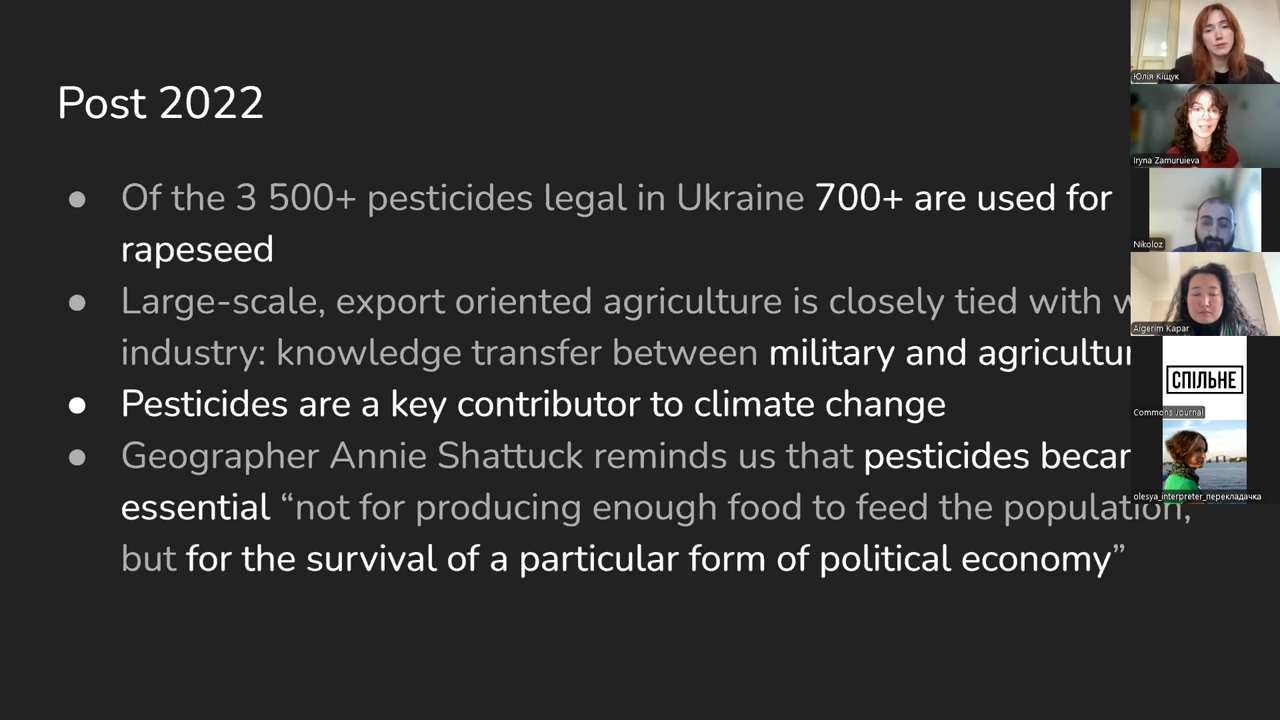 Post 2022
● Of the 3 500+ pesticides legal in Ukraine 700+ are used for
rapeseed
● Large-scale, export oriented agriculture is closely tied with
industry: knowledge transfer between military and
● Pesticides are a key contributor to climate change
● Geographer Annie Shattuck reminds us that pesticides
essential “not for producing enough food to feed the population,
but for the survival of a particular form of political economy”
Юлія Кіщук
Iryna Zamuruieva
Nikoloz
Aigerim Kapar
СПІЛЬНЕ
Commons Journal
olesya_interpreter_перекладачка